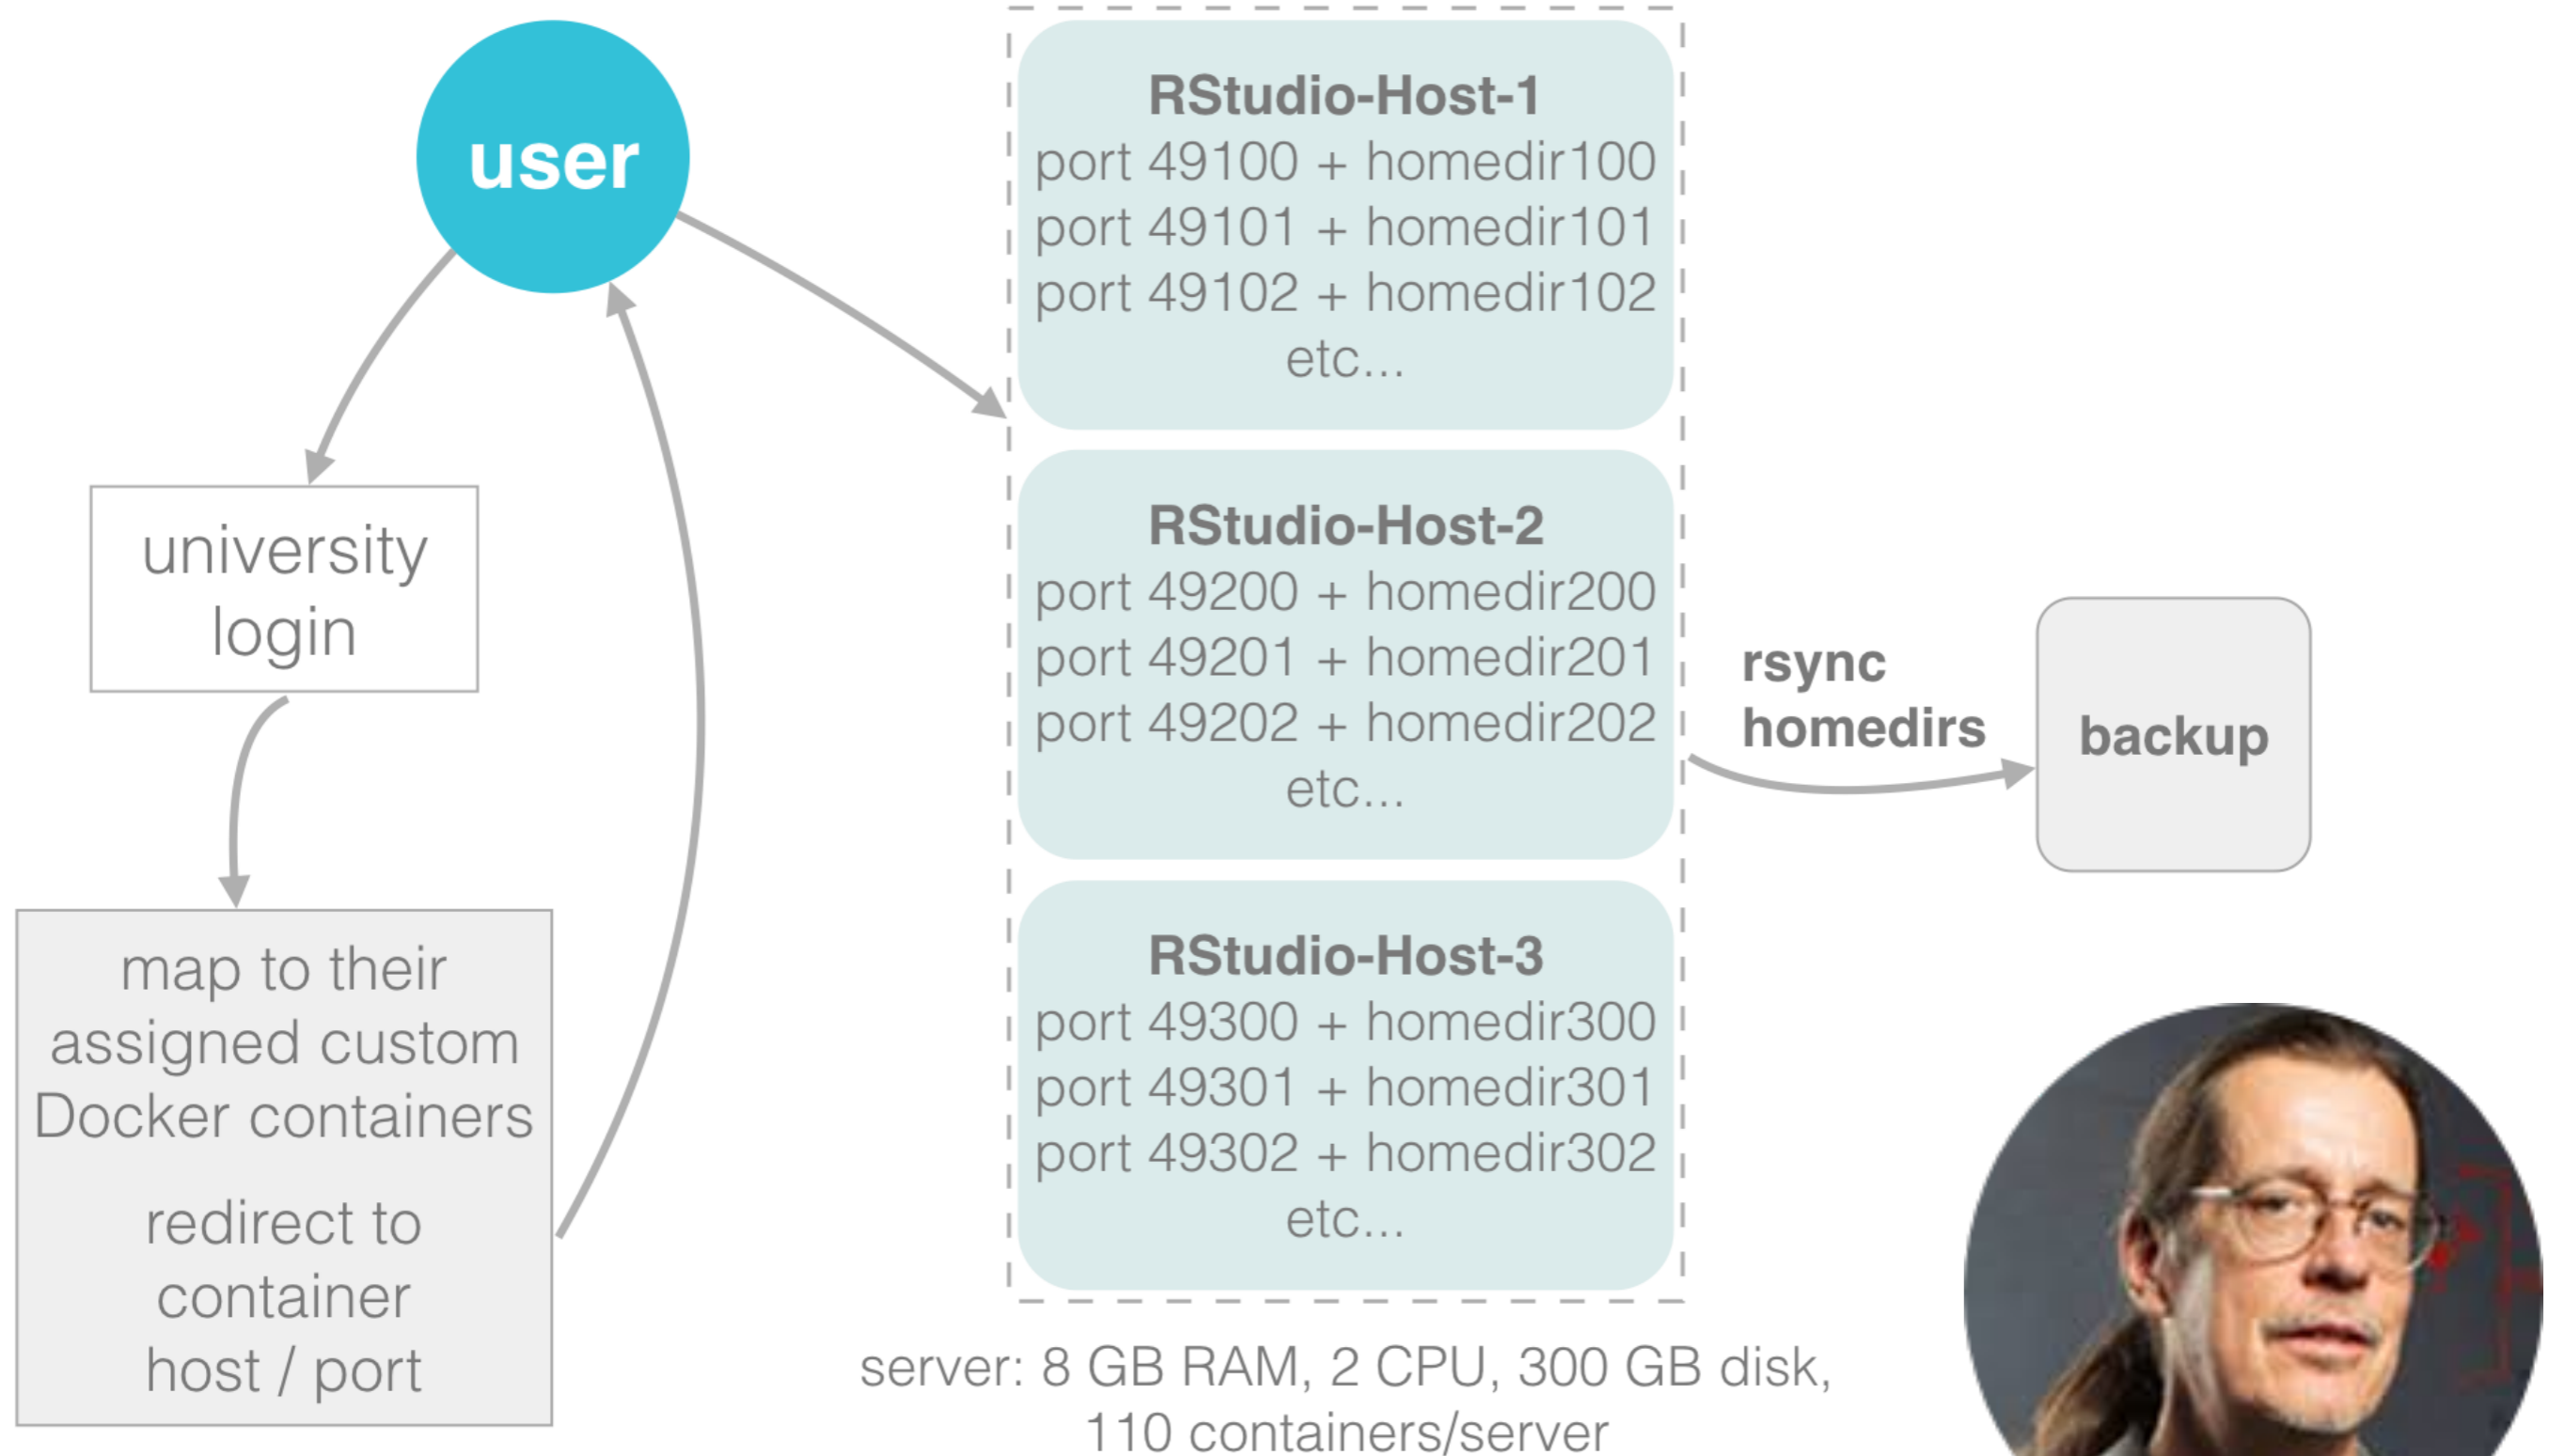 user
university
login
map to their
assigned custom
Docker containers
redirect to
container
host / port
RStudio-Host-1
port 49100 + homedir100
port 49101 + homedir101
port 49102 + homedir102
etc...
RStudio-Host-2
port 49200 + homedir200
port 49201 + homedir201
port 49202 + homedir202
etc...
RStudio-Host-3
port 49300 + homedir300
port 49301 + homedir301
port 49302 + homedir302
etc...
server: 8 GB RAM, 2 CPU, 300 GB disk,
110 containers/server
rsync
homedirs
backup